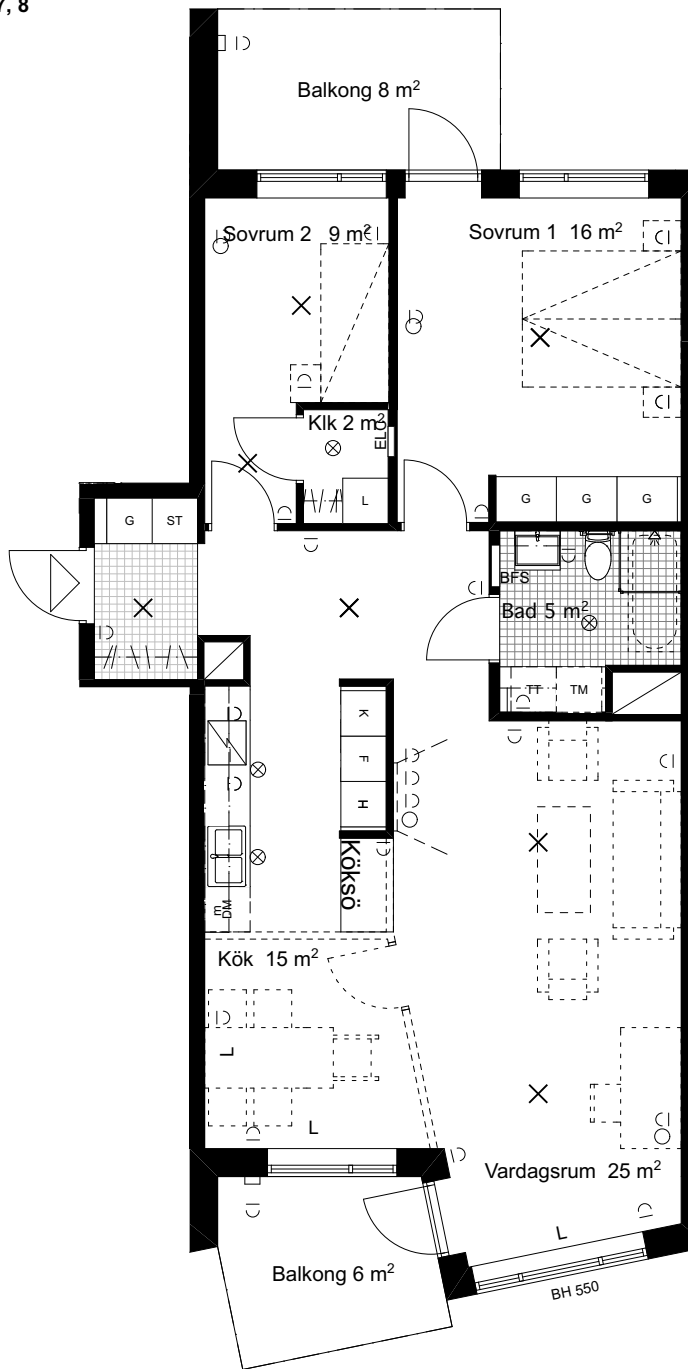 7, 8
Balkong 8 m²
Sovrum 2 9 m²
Sovrum 1 16 m²
Klk 2 m²
ELC
L
G
G
G
G
ST
BFS
Bad 5 m²
TT
TM
K
F
H
Köksö
m
DM
Kök 15 m²
L
L
Vardagsrum 25 m²
L
BH 550
Balkong 6 m²